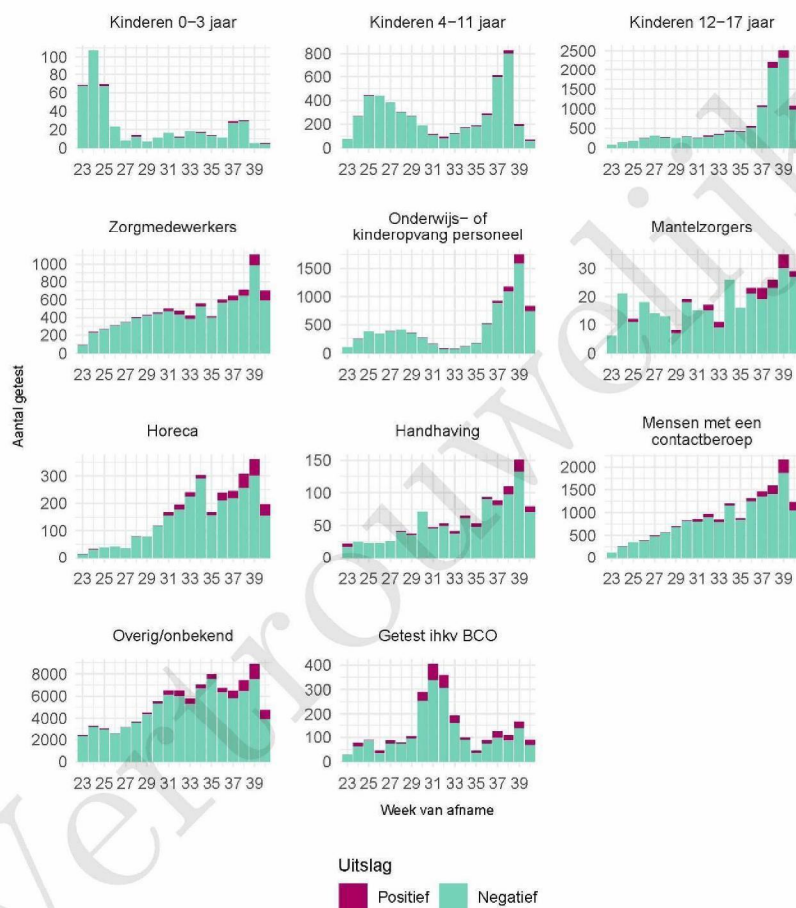 Kinderen 0−3 jaar
Kinderen 4−11 jaar
Kinderen 12−17 jaar
100
80
60
40
20
0
23 25 27 29 31 33 35 37 39
800
600
400
200
0
23 25 27 29 31 33 35 37 39
2500
2000
1500
1000
500
0
23 25 27 29 31 33 35 37 39
Zorgmedewerkers
Onderwijs− of
kinderopvang personeel
Mantelzorgers
1000
800
600
400
200
0
23 25 27 29 31 33 35 37 39
1500
1000
500
0
23 25 27 29 31 33 35 37 39
30
20
10
0
23 25 27 29 31 33 35 37 39
Aantal getest
Horeca
Handhaving
Mensen met een
contactberoep
300
200
100
0
23 25 27 29 31 33 35 37 39
150
100
50
0
23 25 27 29 31 33 35 37 39
2000
1500
1000
500
0
23 25 27 29 31 33 35 37 39
Overig/onbekend
Getest ihkv BCO
8000
6000
4000
2000
0
23 25 27 29 31 33 35 37 39
400
300
200
100
0
23 25 27 29 31 33 35 37 39
Week van afname
Uitslag
Positief Negatief
Vertrouwelijk